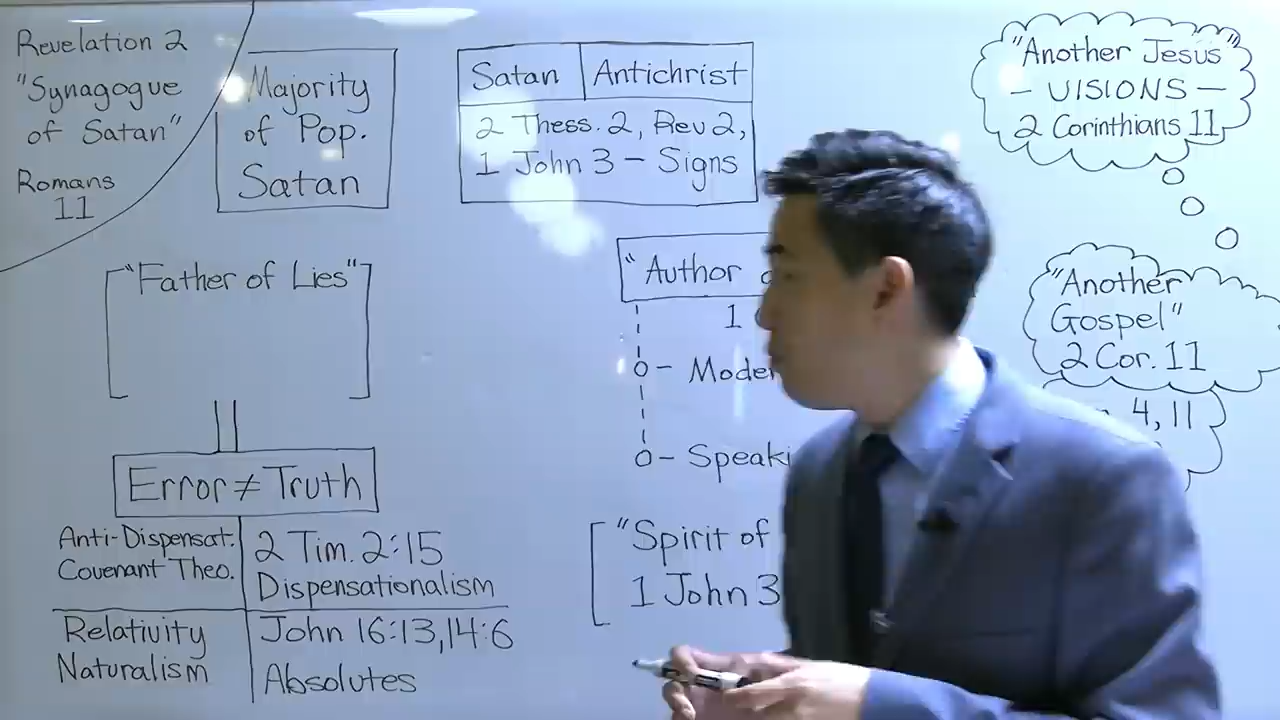 Revelation 2
"Synagogue
of Satan"
Romans
11
Majority
of Pop.
Satan
Satan
Antichrist
2 Thess. 2, Rev 2,
1 John 3 - Signs
"Another Jesus"
- VISIONS -
2 Corinthians 11
"Another
Gospel"
2 Cor. 11
4, 11
"Father of Lies"
"Author
1
Error ≠ Truth
Anti-Dispensat.
Covenant Theo.
2 Tim. 2:15
Dispensationalism
Relativity
Naturalism
John 16:13, 14:6
Absolutes
"Spirit of
1 John 3